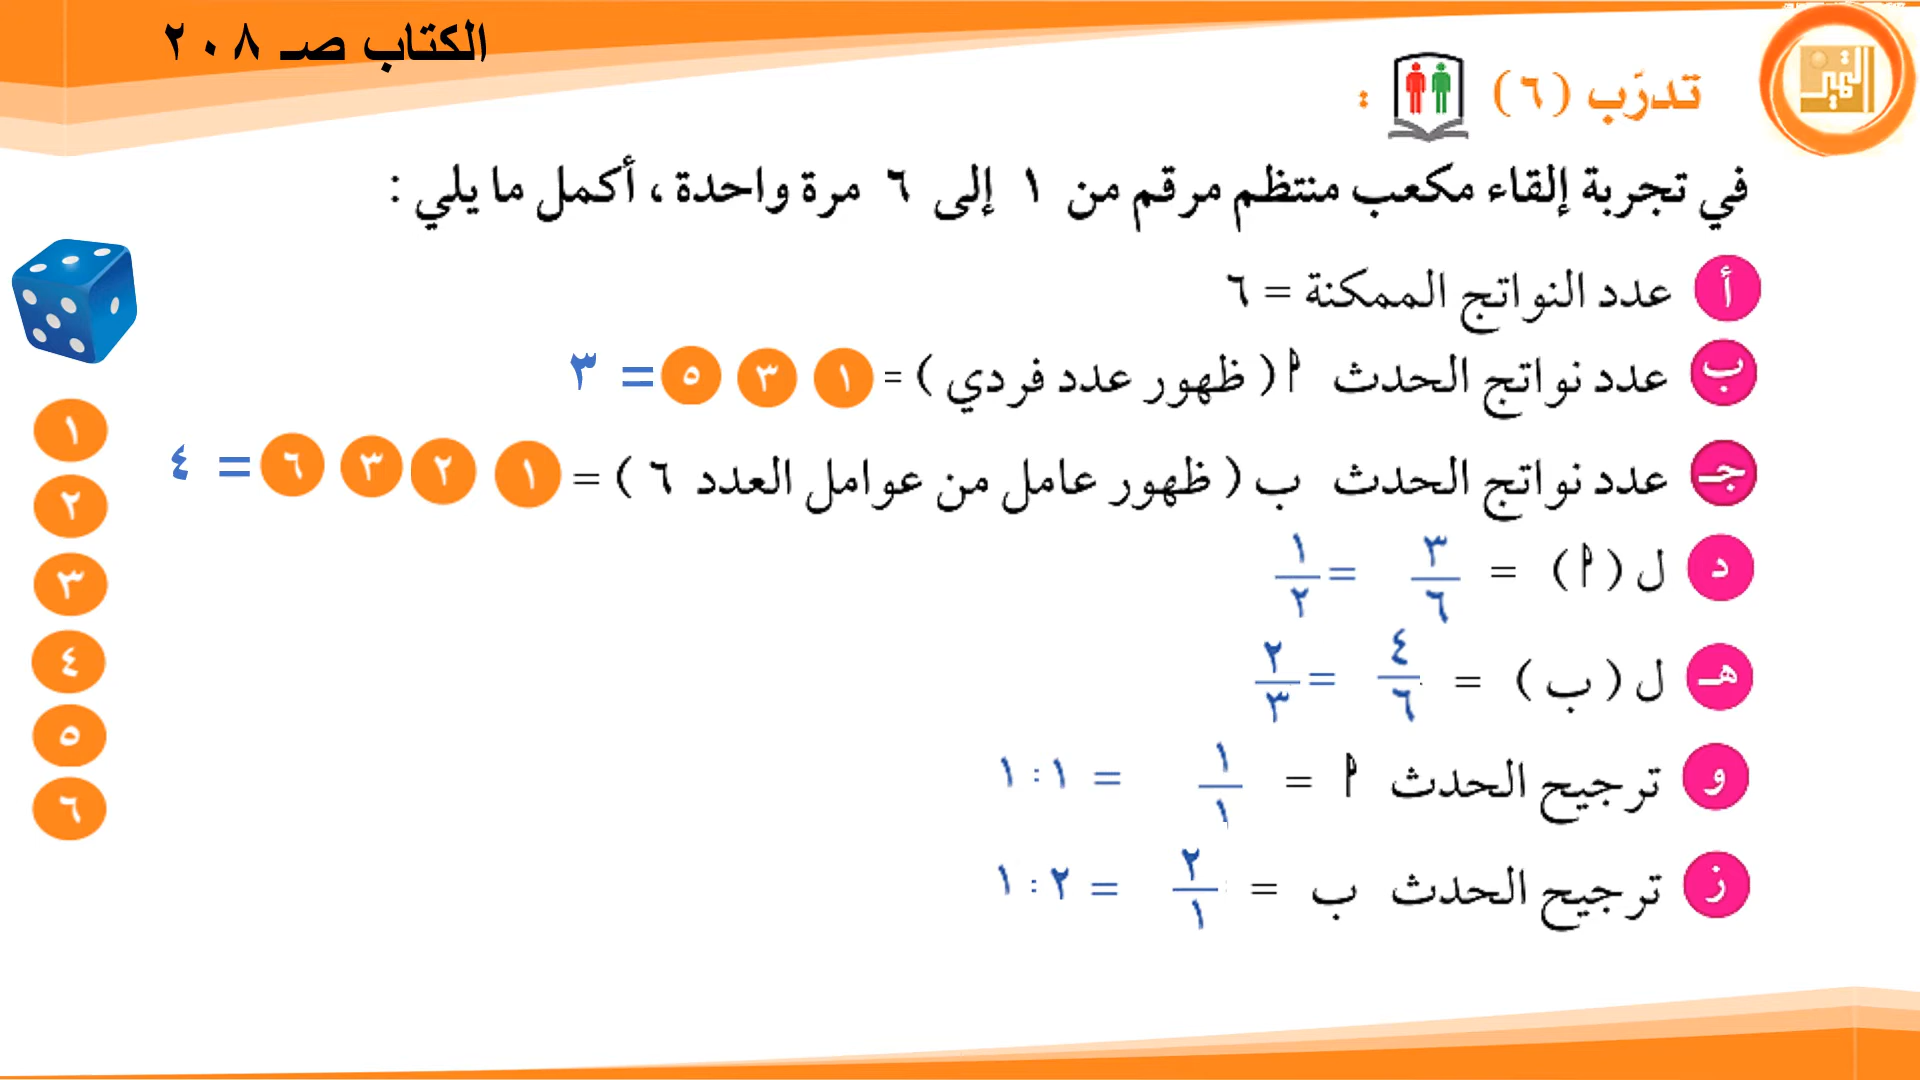 الكتاب صـ ٢٠٨
التميز
تدرّب (٦) :
في تجربة إلقاء مكعب منتظم مرقم من ١ إلى ٦ مرة واحدة ، أكمل ما يلي :
أ عدد النواتج الممكنة = ٦
ب عدد نواتج الحدث أ ( ظهور عدد فردي ) = ١ ٣ ٥ = ٣
جـ عدد نواتج الحدث ب ( ظهور عامل من عوامل العدد ٦ ) = ١ ٢ ٣ ٦ = ٤
د ل ( أ ) = ٣/٦ = ١/٢
هـ ل ( ب ) = ٤/٦ = ٢/٣
و ترجيح الحدث أ = ١/١ = ١ : ١
ز ترجيح الحدث ب = ٢/١ = ٢ : ١
١
٢
٣
٤
٥
٦